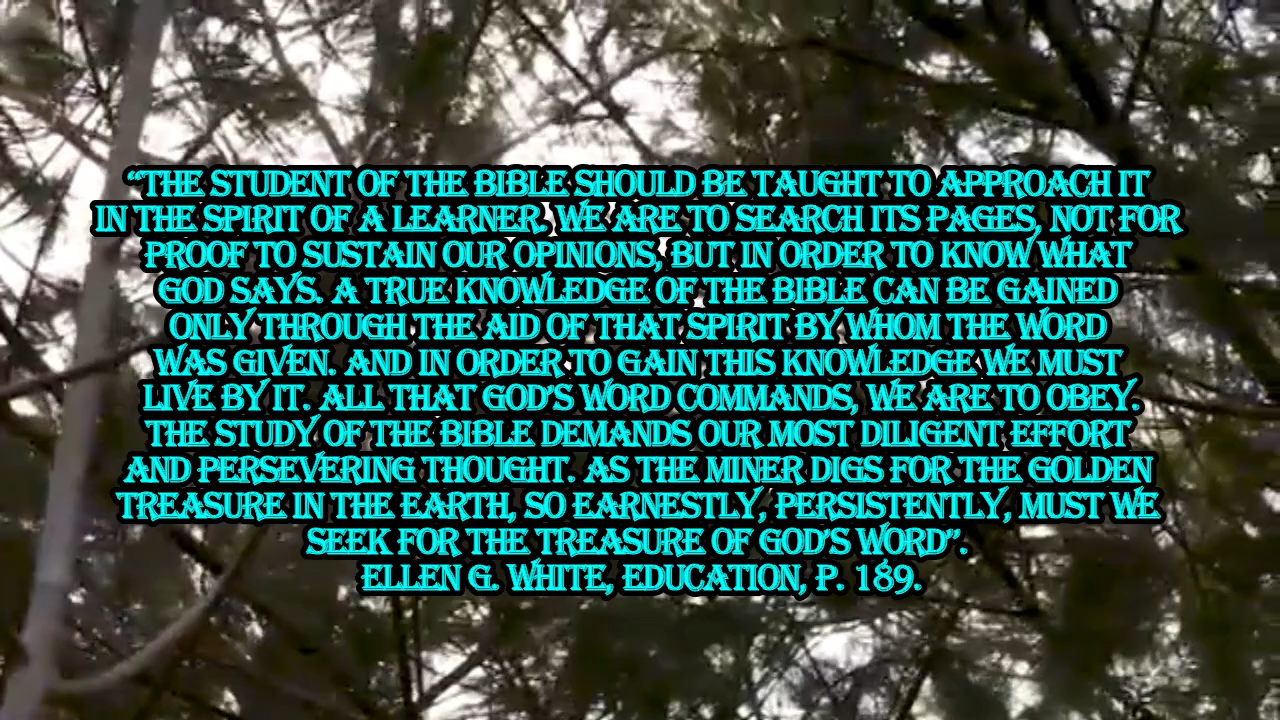 “THE STUDENT OF THE BIBLE SHOULD BE TAUGHT TO APPROACH IT
IN THE SPIRIT OF A LEARNER. WE ARE TO SEARCH ITS PAGES, NOT FOR
PROOF TO SUSTAIN OUR OPINIONS, BUT IN ORDER TO KNOW WHAT
GOD SAYS. A TRUE KNOWLEDGE OF THE BIBLE CAN BE GAINED
ONLY THROUGH THE AID OF THAT SPIRIT BY WHOM THE WORD
WAS GIVEN. AND IN ORDER TO GAIN THIS KNOWLEDGE WE MUST
LIVE BY IT. ALL THAT GOD'S WORD COMMANDS, WE ARE TO OBEY.
THE STUDY OF THE BIBLE DEMANDS OUR MOST DILIGENT EFFORT
AND PERSEVERING THOUGHT. AS THE MINER DIGS FOR THE GOLDEN
TREASURE IN THE EARTH, SO EARNESTLY, PERSISTENTLY, MUST WE
SEEK FOR THE TREASURE OF GOD'S WORD”.
ELLEN G. WHITE, EDUCATION, P. 189.